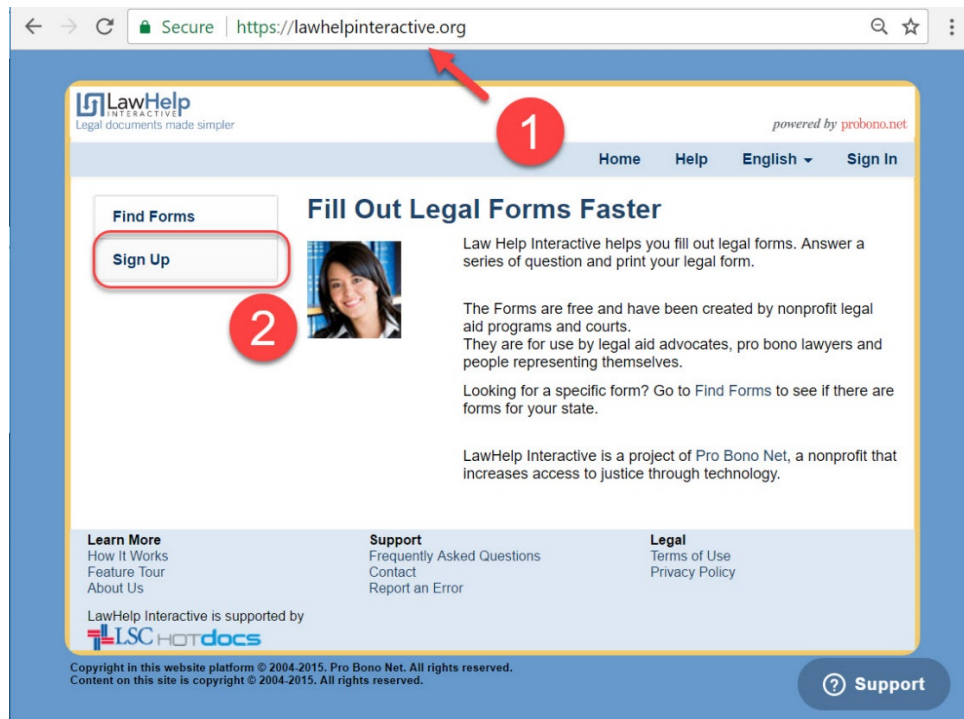 Secure | https://lawhelpinteractive.org
1
LawHelp
INTERACTIVE
Legal documents made simpler
powered by probono.net
Home Help English Sign In
Find Forms
Sign Up
2
Fill Out Legal Forms Faster
Law Help Interactive helps you fill out legal forms. Answer a
series of question and print your legal form.
The Forms are free and have been created by nonprofit legal
aid programs and courts.
They are for use by legal aid advocates, pro bono lawyers and
people representing themselves.
Looking for a specific form? Go to Find Forms to see if there are
forms for your state.
LawHelp Interactive is a project of Pro Bono Net, a nonprofit that
increases access to justice through technology.
Learn More
How It Works
Feature Tour
About Us
Support
Frequently Asked Questions
Contact
Report an Error
Legal
Terms of Use
Privacy Policy
LawHelp Interactive is supported by
LSC HOTDOCS
Copyright in this website platform © 2004-2015. Pro Bono Net. All rights reserved.
Content on this site is copyright © 2004-2015. All rights reserved.
? Support